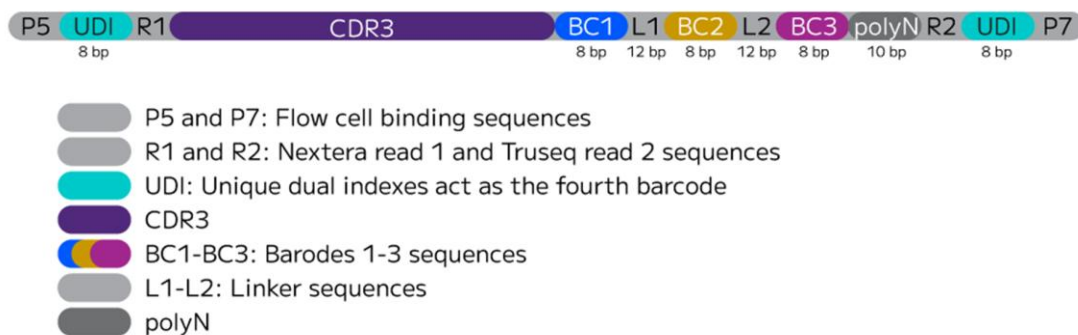 P5 UDI R1 CDR3 BC1 L1 BC2 L2 BC3 polyN R2 UDI P7
8 bp 8 bp 12 bp 8 bp 12 bp 8 bp 10 bp 8 bp
P5 and P7: Flow cell binding sequences
R1 and R2: Nextera read 1 and Truseq read 2 sequences
UDI: Unique dual indexes act as the fourth barcode
CDR3
BC1-BC3: Barodes 1-3 sequences
L1-L2: Linker sequences
polyN